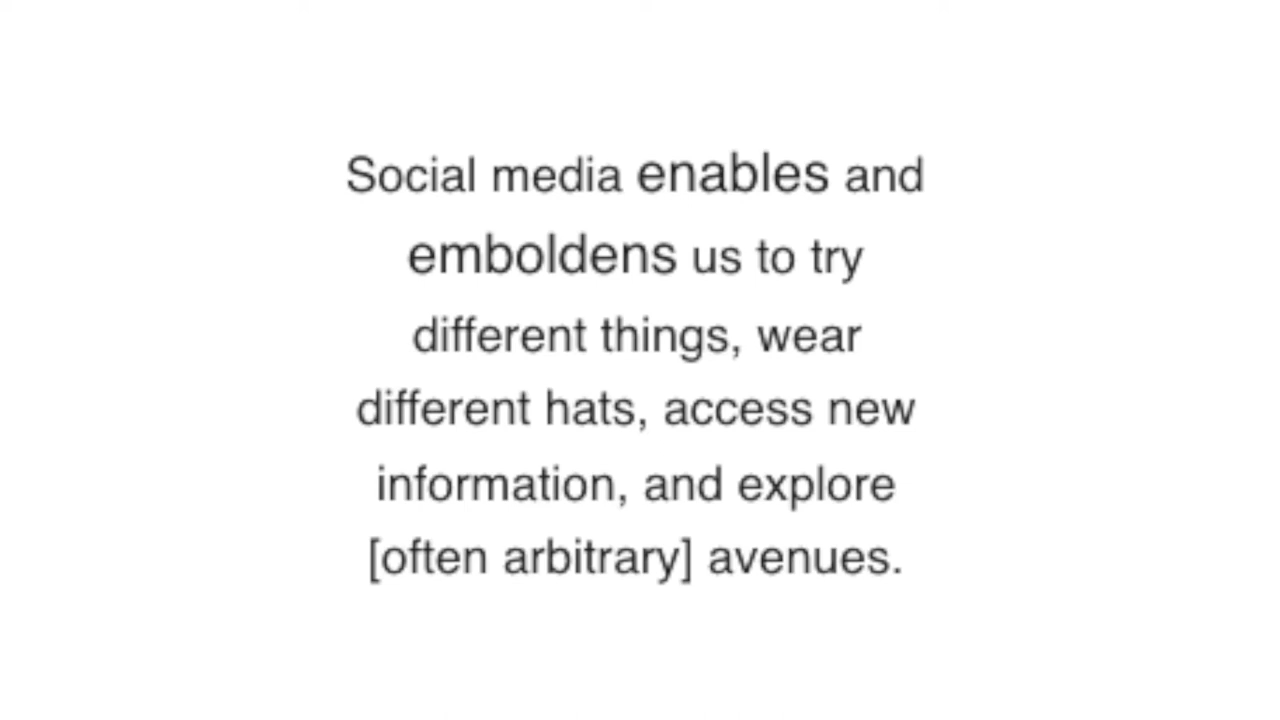 Social media enables and
emboldens us to try
different things, wear
different hats, access new
information, and explore
[often arbitrary] avenues.